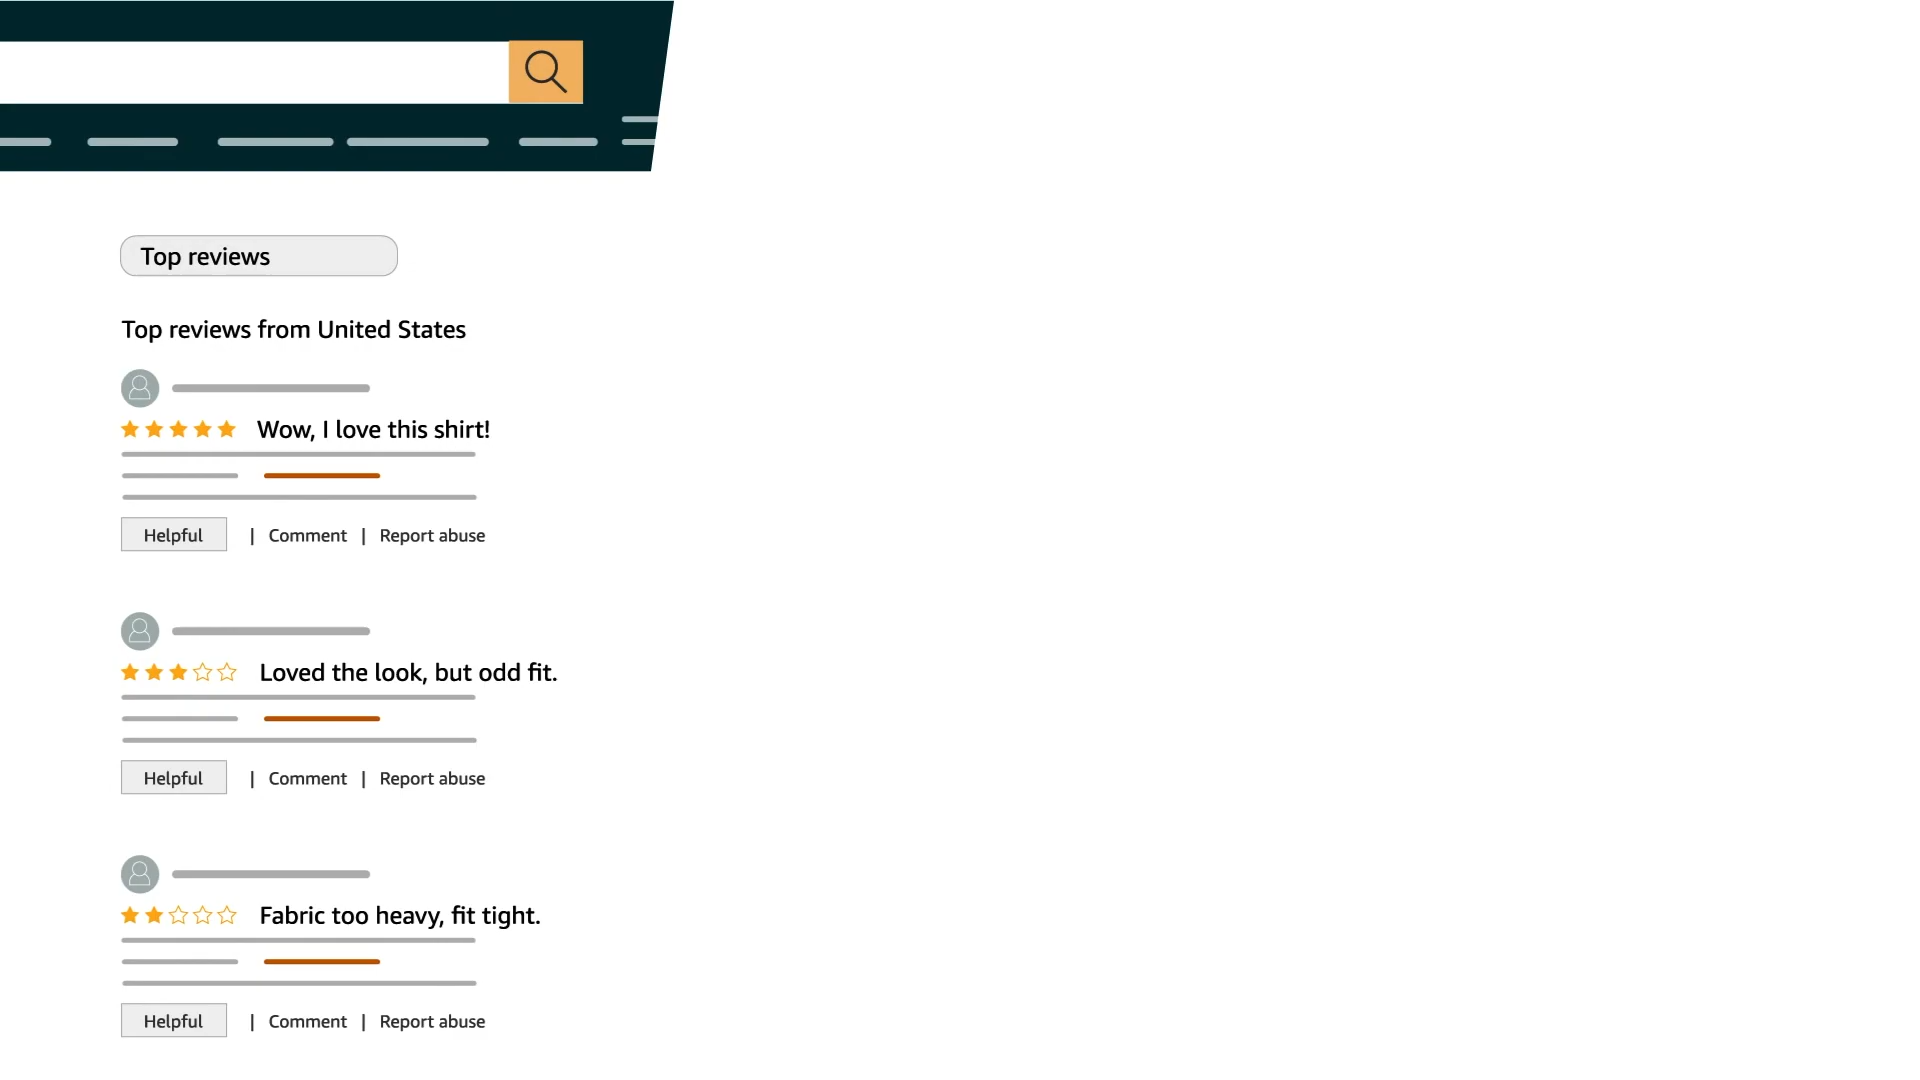 Top reviews
Top reviews from United States
Wow, I love this shirt!
Helpful | Comment | Report abuse
Loved the look, but odd fit.
Helpful | Comment | Report abuse
Fabric too heavy, fit tight.
Helpful | Comment | Report abuse